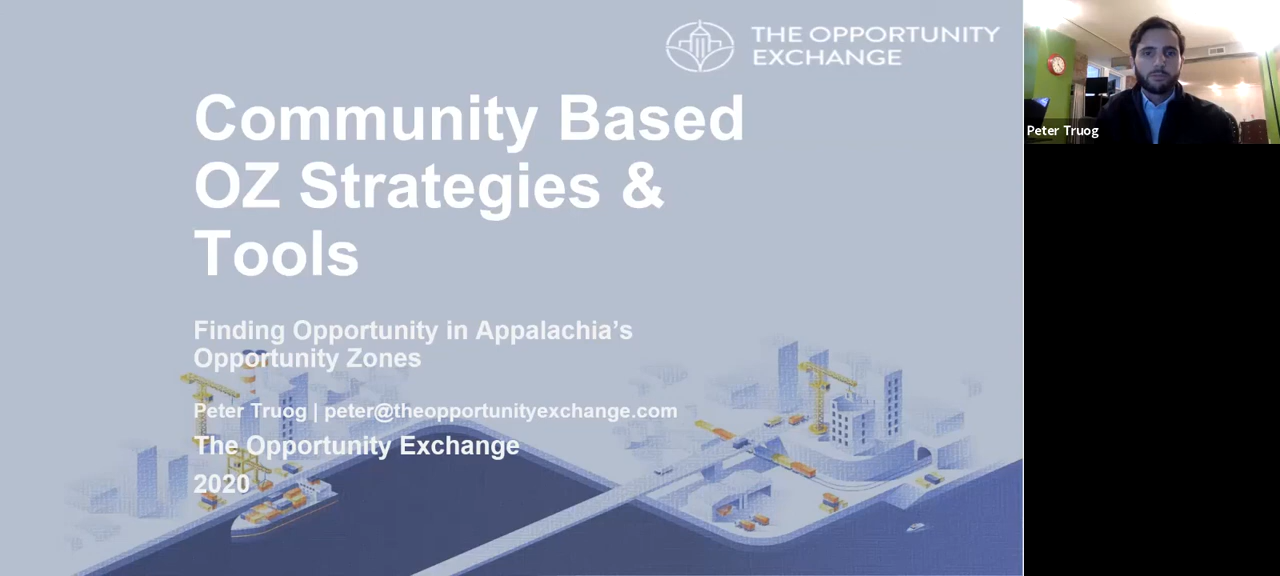 THE OPPORTUNITY
EXCHANGE
Community Based
OZ Strategies &
Tools
Finding Opportunity in Appalachia’s
Opportunity Zones
Peter Truog | peter@theopportunityexchange.com
The Opportunity Exchange
2020
Peter Truog